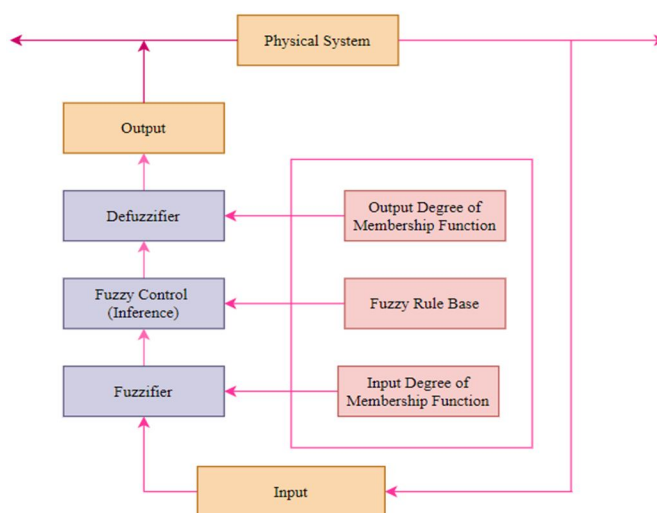 Physical System
Output
Defuzzifier
Output Degree of
Membership Function
Fuzzy Control
(Inference)
Fuzzy Rule Base
Fuzzifier
Input Degree of
Membership Function
Input